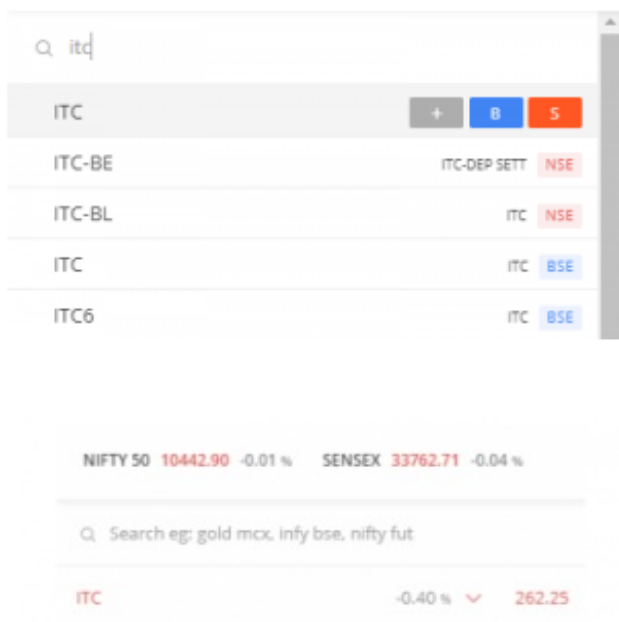 itc
ITC + B S
ITC-BE ITC-DEP SETT NSE
ITC-BL ITC NSE
ITC ITC BSE
ITC6 ITC BSE
NIFTY 50 10442.90 -0.01 % SENSEX 33762.71 -0.04 %
Search eg: gold mcx, infy bse, nifty fut
ITC -0.40 % 262.25